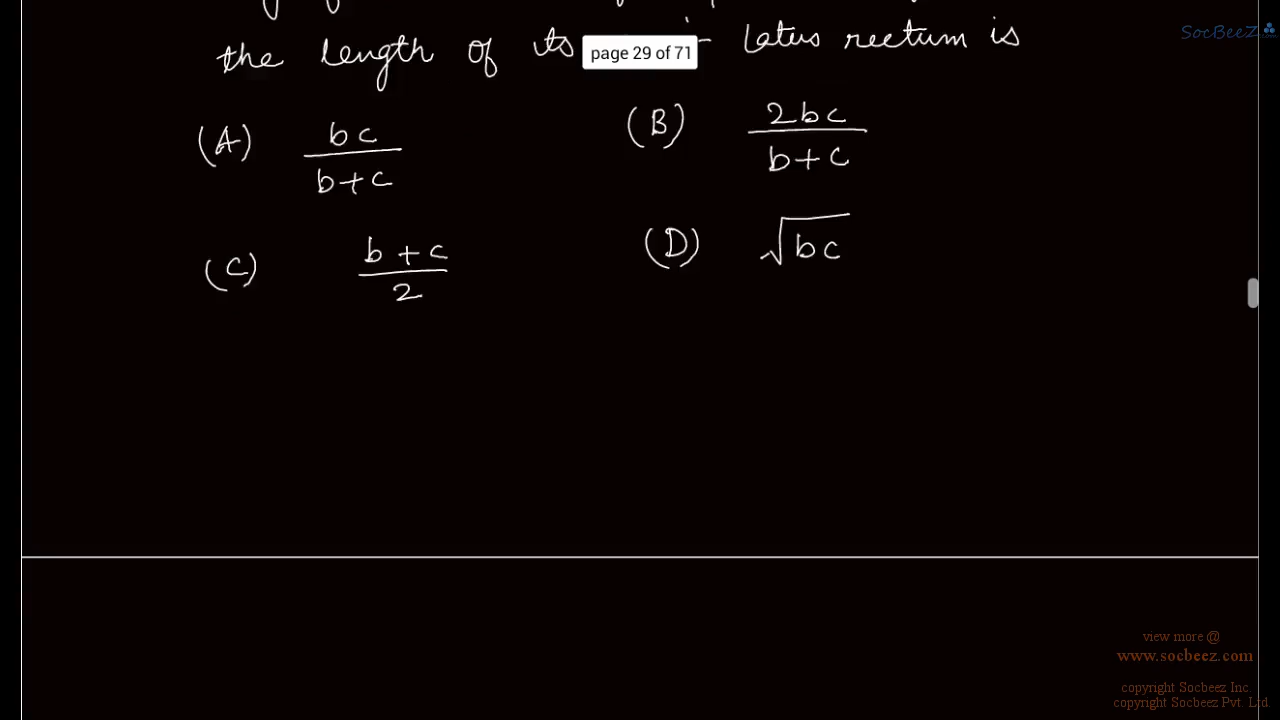 SocBeeZ
the length of its latus rectum is
page 29 of 71
(A) bc/(b+c) (B) 2bc/(b+c)
(C) (b+c)/2 (D) √bc
view more @
www.socbeez.com
copyright Socbeez Inc.
copyright Socbeez Pvt. Ltd.